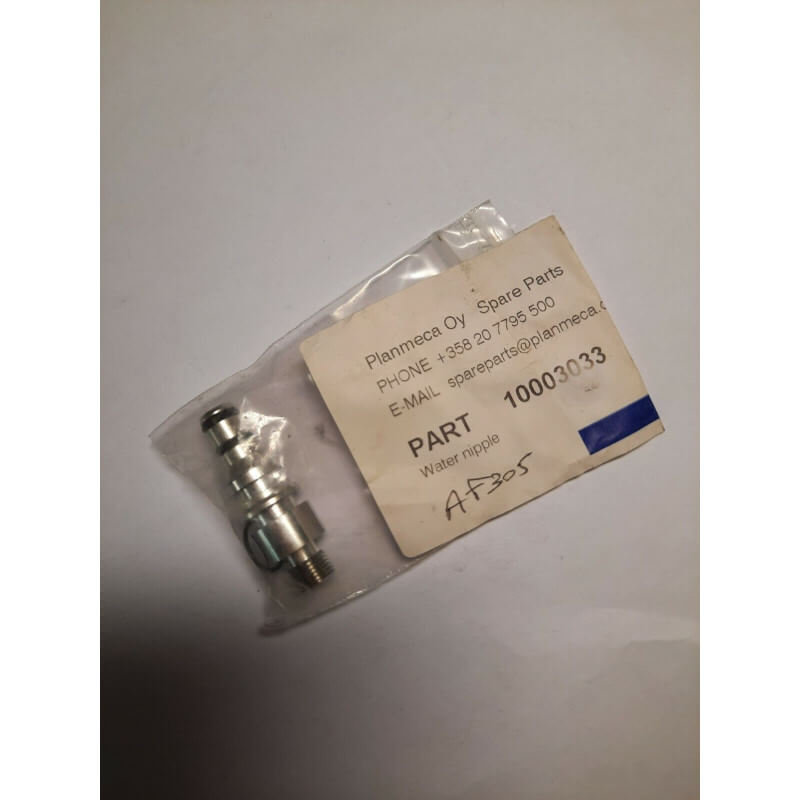 Planmeca Oy Spare Parts
PHONE +358 20 7795 500
E-MAIL spareparts@planmeca.c
PART 10003033
Water nipple
AF305